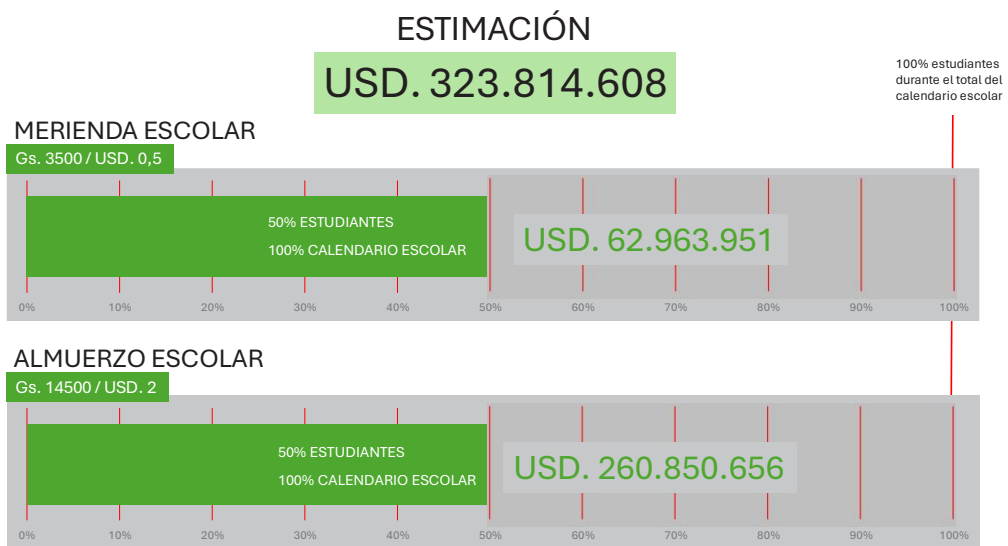 ESTIMACIÓN
USD. 323.814.608
100% estudiantes
durante el total del
calendario escolar
MERIENDA ESCOLAR
Gs. 3500 / USD. 0,5
50% ESTUDIANTES
100% CALENDARIO ESCOLAR
USD. 62.963.951
0% 10% 20% 30% 40% 50% 60% 70% 80% 90% 100%
ALMUERZO ESCOLAR
Gs. 14500 / USD. 2
50% ESTUDIANTES
100% CALENDARIO ESCOLAR
USD. 260.850.656
0% 10% 20% 30% 40% 50% 60% 70% 80% 90% 100%